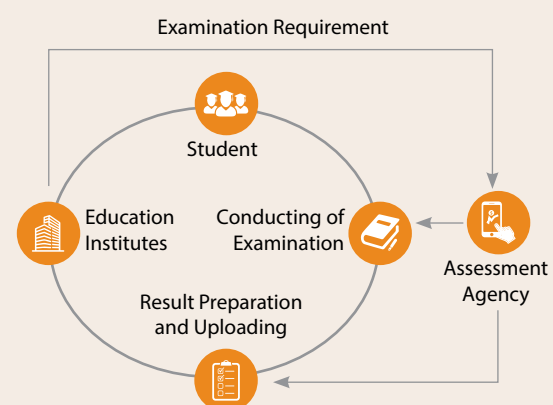 Examination Requirement
Student
Education
Institutes
Conducting of
Examination
Assessment
Agency
Result Preparation
and Uploading